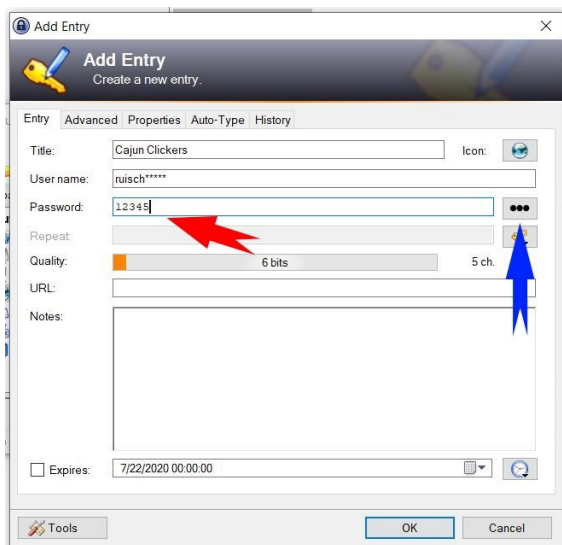 Add Entry
Add Entry
Create a new entry.
Entry Advanced Properties Auto-Type History
Title: Cajun Clickers Icon:
User name: ruisch*****
Password: 12345
Repeat:
Quality: 6 bits 5 ch.
URL:
Notes:
Expires: 7/22/2020 00:00:00
Tools OK Cancel